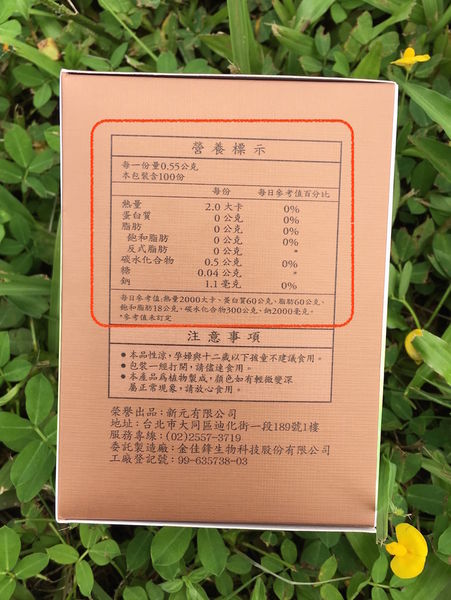 營養標示
每一份量0.55公克
本包裝含100份
每份 每日參考值百分比
熱量 2.0 大卡 0%
蛋白質 0 公克 0%
脂肪 0 公克 0%
飽和脂肪 0 公克 0%
反式脂肪 0 公克 *
碳水化合物 0.5 公克 0%
糖 0.04 公克 *
鈉 1.1 毫克 0%
每日參考值:熱量2000大卡、蛋白質60公克、脂肪60公克、
飽和脂肪18公克、碳水化合物300公克、鈉2000毫克。
*參考值未訂定
注意事項
●本品性涼,孕婦與十二歲以下孩童不建議食用。
●包裝一經打開,請儘速食用。
●本產品為植物製成,顏色如有輕微變深
屬正常現象,請放心食用。
榮譽出品:新元有限公司
地址:台北市大同區迪化街一段189號1樓
服務專線:(02)2557-3719
委託製造廠:金佳鋒生物科技股份有限公司
工廠登記號:99-635738-03